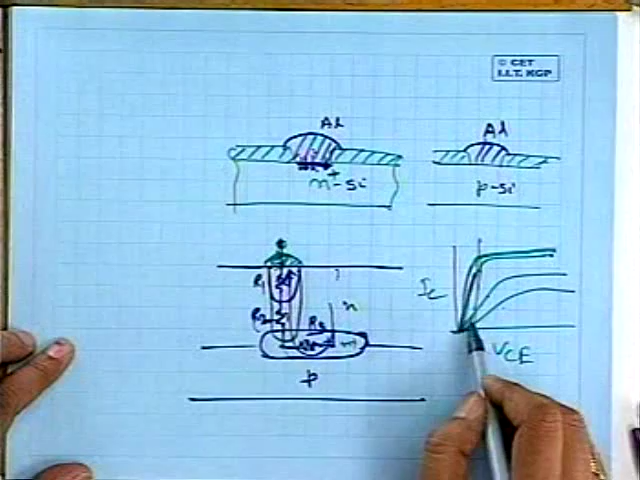 © CET
I.I.T. KGP
Al
Al
n+-si
p-si
R1
R2
R3
n
p
Ic
VCE